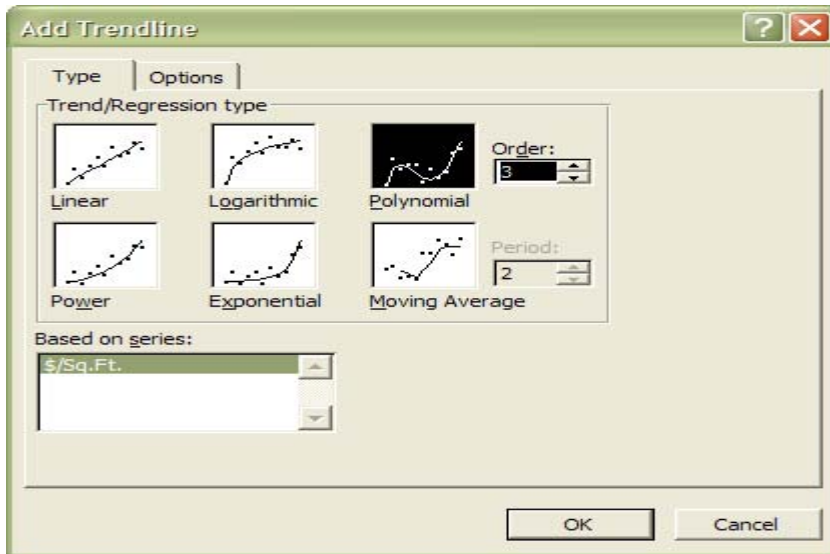 Add Trendline
Type Options
Trend/Regression type
Order:
3
Linear Logarithmic Polynomial
Period:
2
Power Exponential Moving Average
Based on series:
$/Sq.Ft.
OK Cancel